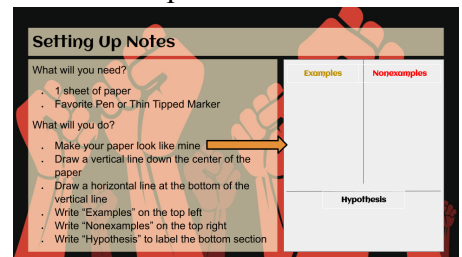 Setting Up Notes
What will you need?
. 1 sheet of paper
. Favorite Pen or Thin Tipped Marker
What will you do?
. Make your paper look like mine
. Draw a vertical line down the center of the
paper
. Draw a horizontal line at the bottom of the
vertical line
. Write “Examples” on the top left
. Write “Nonexamples” on the top right
. Write “Hypothesis” to label the bottom section
Examples
Nonexamples
Hypothesis